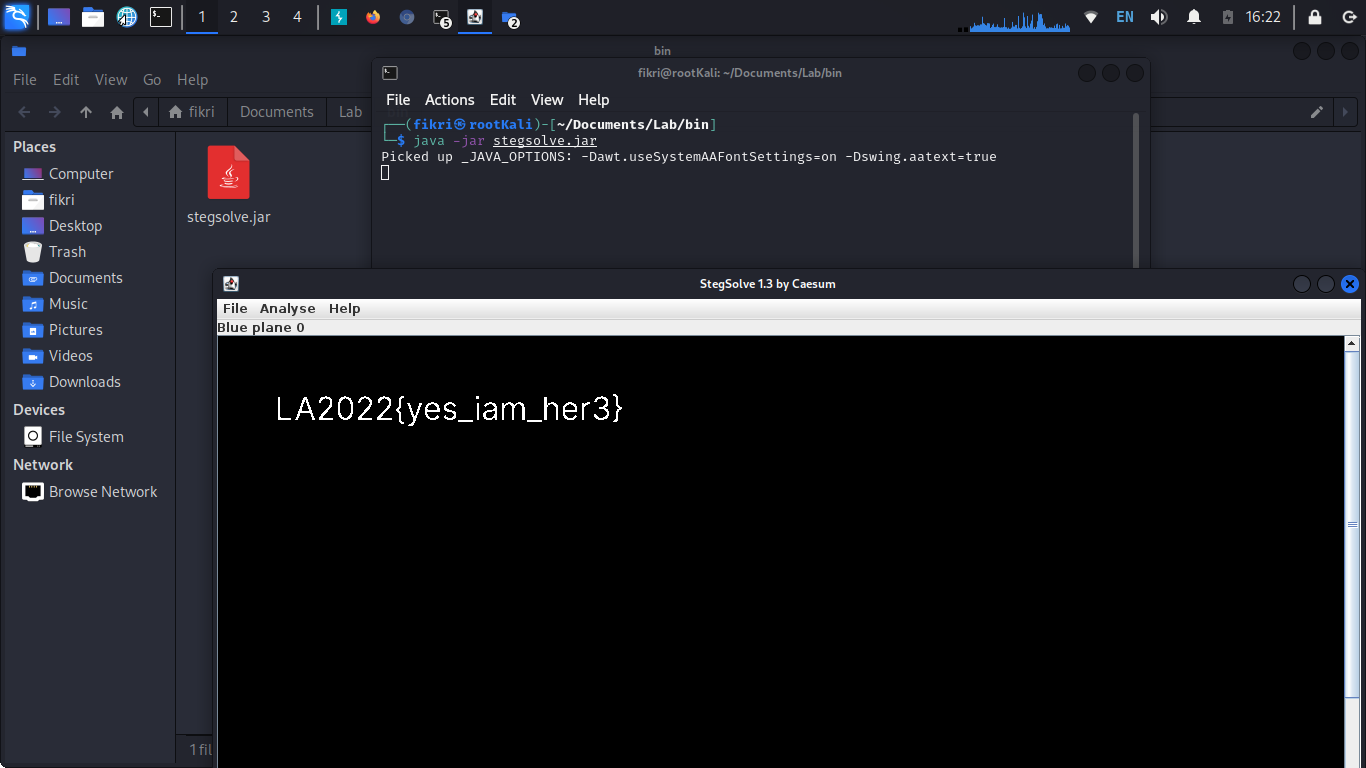 1 2 3 4 5 2 EN 16:22
bin
File Edit View Go Help
fikri Documents Lab
Places
Computer
fikri
Desktop
Trash
Documents
Music
Pictures
Videos
Downloads
Devices
File System
Network
Browse Network
stegsolve.jar
1 fil
fikri@rootKali: ~/Documents/Lab/bin
File Actions Edit View Help
┌──(fikri㉿rootKali)-[~/Documents/Lab/bin]
└─$ java -jar stegsolve.jar
Picked up _JAVA_OPTIONS: -Dawt.useSystemAAFontSettings=on -Dswing.aatext=true
StegSolve 1.3 by Caesum
File Analyse Help
Blue plane 0
LA2022{yes_iam_her3}